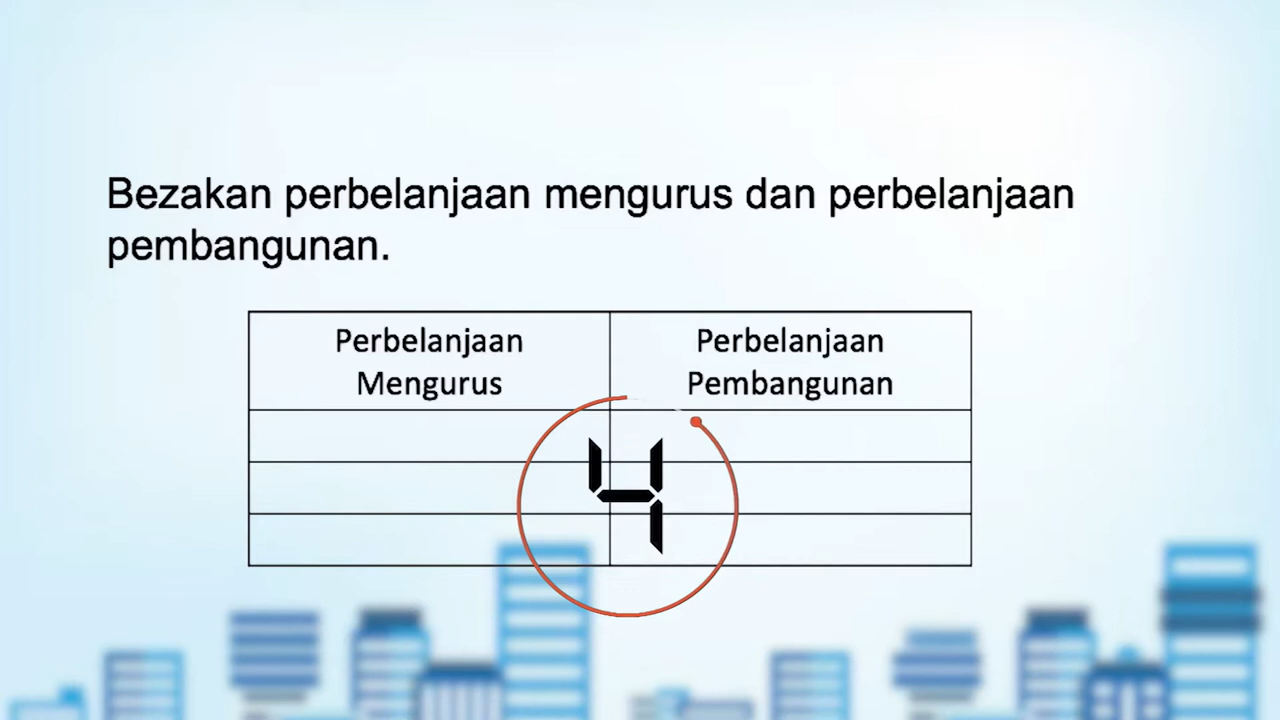 Bezakan perbelanjaan mengurus dan perbelanjaan
pembangunan.
Perbelanjaan
Mengurus
Perbelanjaan
Pembangunan
4